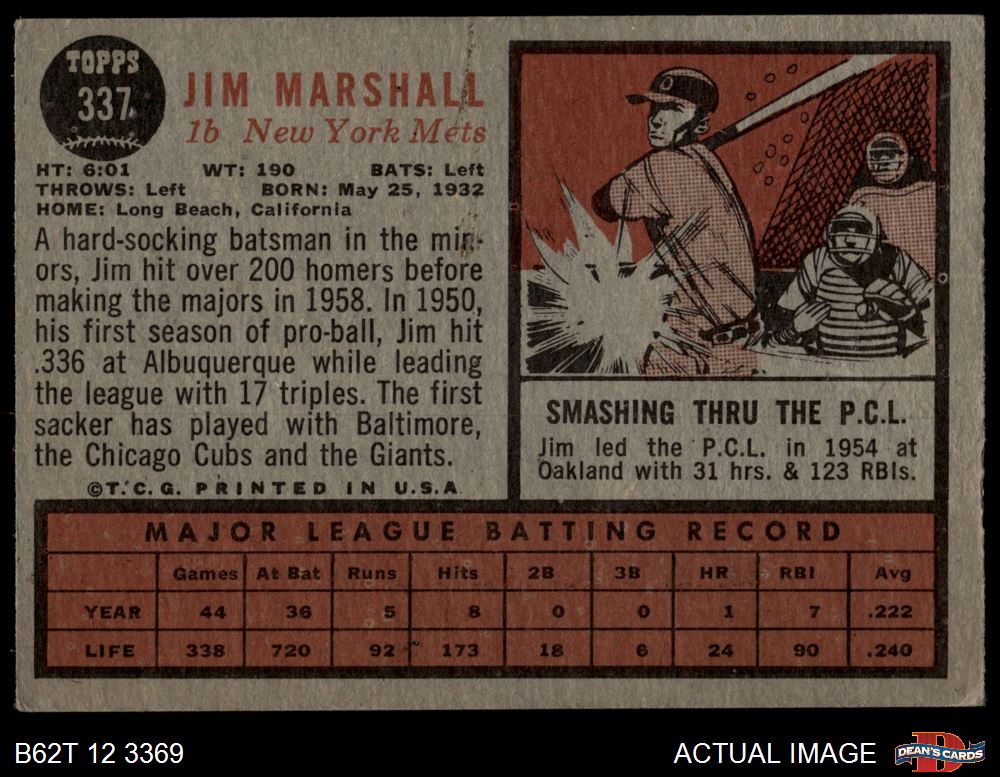 TOPPS
337
JIM MARSHALL
1b New York Mets
HT: 6:01 WT: 190 BATS: Left
THROWS: Left BORN: May 25, 1932
HOME: Long Beach, California
A hard-socking batsman in the min-
ors, Jim hit over 200 homers before
making the majors in 1958. In 1950,
his first season of pro-ball, Jim hit
.336 at Albuquerque while leading
the league with 17 triples. The first
sacker has played with Baltimore,
the Chicago Cubs and the Giants.
©T.C.G. PRINTED IN U.S.A.
O
SMASHING THRU THE P.C.L.
Jim led the P.C.L. in 1954 at
Oakland with 31 hrs. & 123 RBIs.
MAJOR LEAGUE BATTING RECORD
Games At Bat Runs Hits 2B 3B HR RBI Avg
YEAR 44 36 5 8 0 0 1 7 .222
LIFE 338 720 92 173 18 6 24 90 .240
B62T 12 3369
ACTUAL IMAGE
D
DEAN'S CARDS